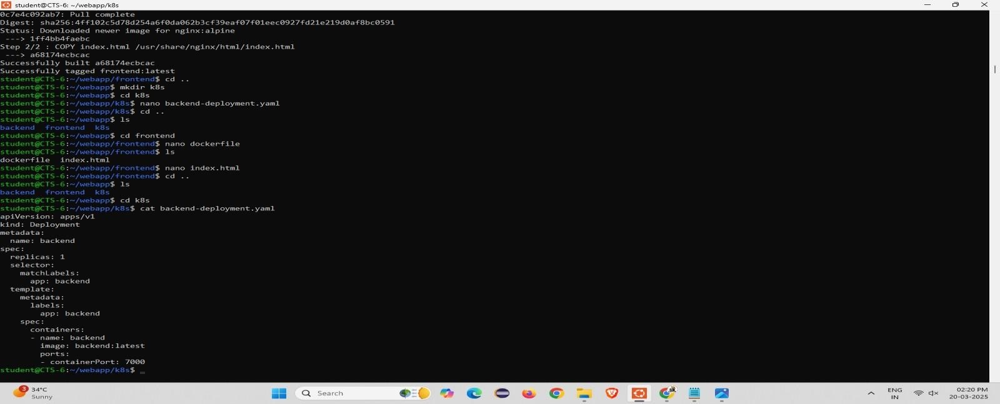 student@CTS-6: ~/webapp/k8s
0c7e4c092ab7: Pull complete
Digest: sha256:4ff102c5d78d254a6f0da062b3cf39eaf07f01eec0927fd21e219d0af8bc0591
Status: Downloaded newer image for nginx:alpine
 ---> 1ff4bb4faebc
Step 2/2 : COPY index.html /usr/share/nginx/html/index.html
 ---> a68174ecbcac
Successfully built a68174ecbcac
Successfully tagged frontend:latest
student@CTS-6:~/webapp/frontend$ cd ..
student@CTS-6:~/webapp$ mkdir k8s
student@CTS-6:~/webapp$ cd k8s
student@CTS-6:~/webapp/k8s$ nano backend-deployment.yaml
student@CTS-6:~/webapp/k8s$ cd ..
student@CTS-6:~/webapp$ ls
backend  frontend  k8s
student@CTS-6:~/webapp$ cd frontend
student@CTS-6:~/webapp/frontend$ nano dockerfile
student@CTS-6:~/webapp/frontend$ ls
dockerfile  index.html
student@CTS-6:~/webapp/frontend$ nano index.html
student@CTS-6:~/webapp/frontend$ cd ..
student@CTS-6:~/webapp$ ls
backend  frontend  k8s
student@CTS-6:~/webapp$ cd k8s
student@CTS-6:~/webapp/k8s$ cat backend-deployment.yaml
apiVersion: apps/v1
kind: Deployment
metadata:
  name: backend
spec:
  replicas: 1
  selector:
    matchLabels:
      app: backend
  template:
    metadata:
      labels:
        app: backend
    spec:
      containers:
      - name: backend
        image: backend:latest
        ports:
        - containerPort: 7000
student@CTS-6:~/webapp/k8s$
3
34°C
Sunny
Search
ENG
IN
02:20 PM
20-03-2025